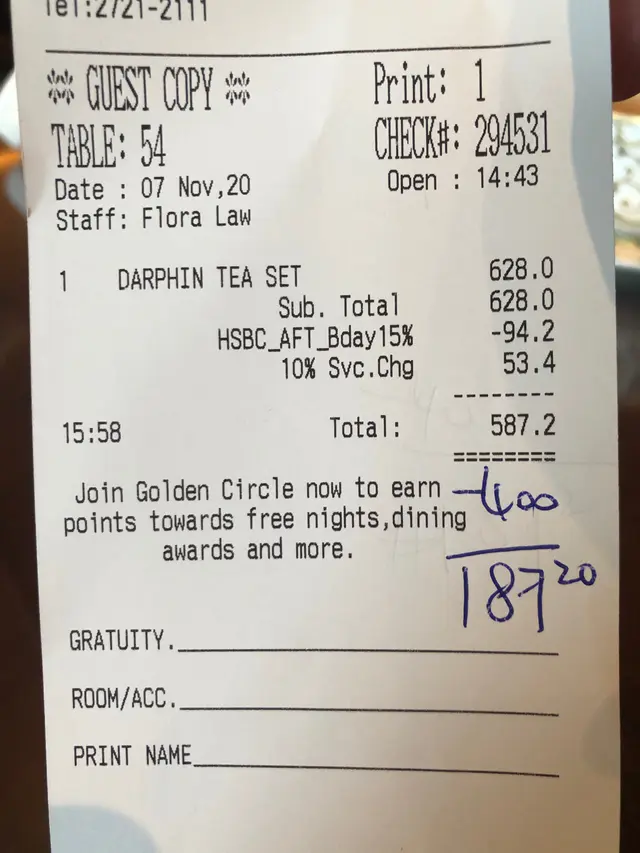 Tel:2721-2111
GUEST COPY Print: 1
TABLE: 54 CHECK#: 294531
Date : 07 Nov,20 Open : 14:43
Staff: Flora Law
1 DARPHIN TEA SET 628.0
Sub. Total 628.0
HSBC_AFT_Bday15% -94.2
10% Svc.Chg 53.4
--------
15:58 Total: 587.2
========
Join Golden Circle now to earn
points towards free nights,dining
awards and more.
-400
187 20
GRATUITY.
ROOM/ACC.
PRINT NAME